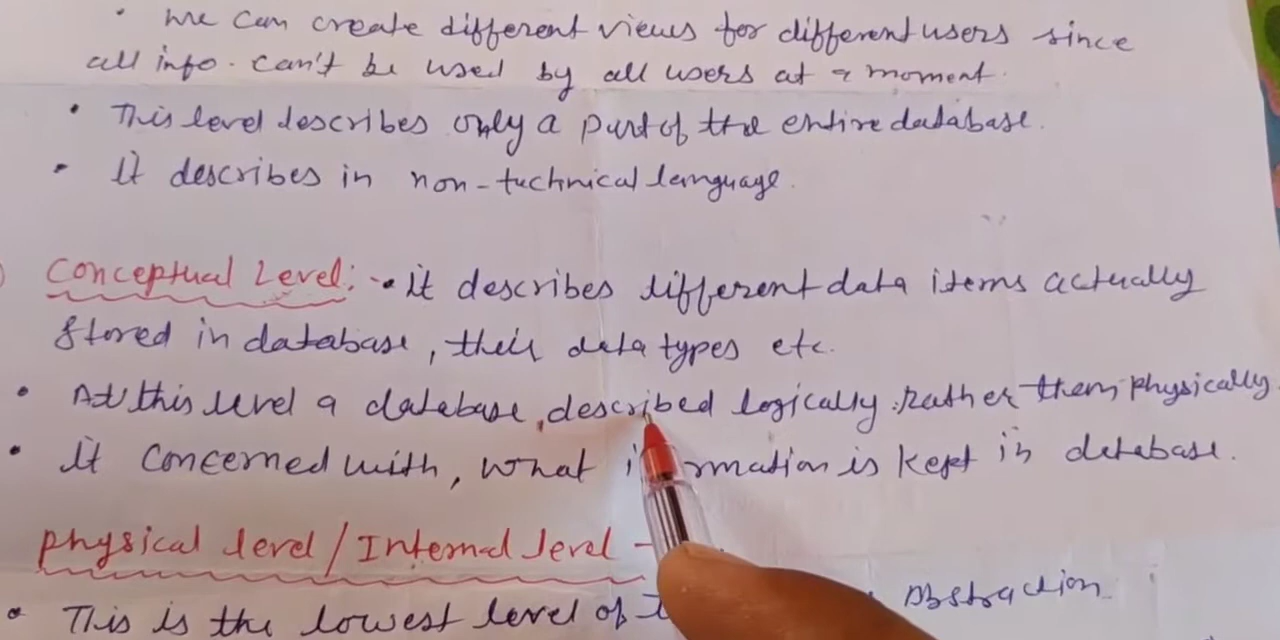 • We can create different views for different users since
all info. can't be used by all users at a moment.
• This level describes only a part of the entire database.
• It describes in non-technical language.
Conceptual Level:- • it describes different data items actually
stored in database, their data types etc.
• At this level a database, described logically rather them physically.
• It concerned with, what i rmation is kept in database.
Physical level / Internal level -
• This is the lowest level of Abstraction